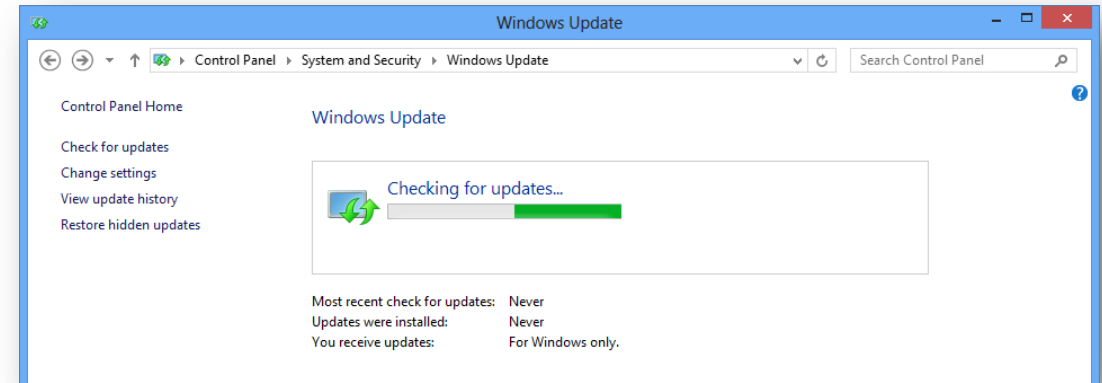 Windows Update
Control Panel System and Security Windows Update Search Control Panel
Control Panel Home
Windows Update
Check for updates
Change settings
View update history
Restore hidden updates
Checking for updates...
Most recent check for updates: Never
Updates were installed: Never
You receive updates: For Windows only.